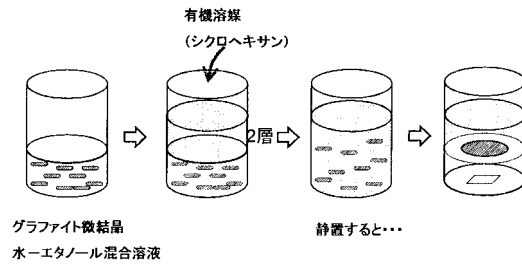 有機溶媒
(シクロヘキサン)
2層
グラファイト微結晶
水ーエタノール混合溶液
静置すると・・・